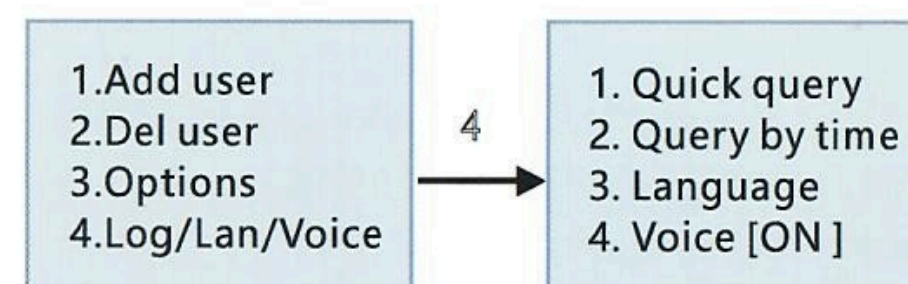 1.Add user
2.Del user
3.Options
4.Log/Lan/Voice
4
1. Quick query
2. Query by time
3. Language
4. Voice [ON ]